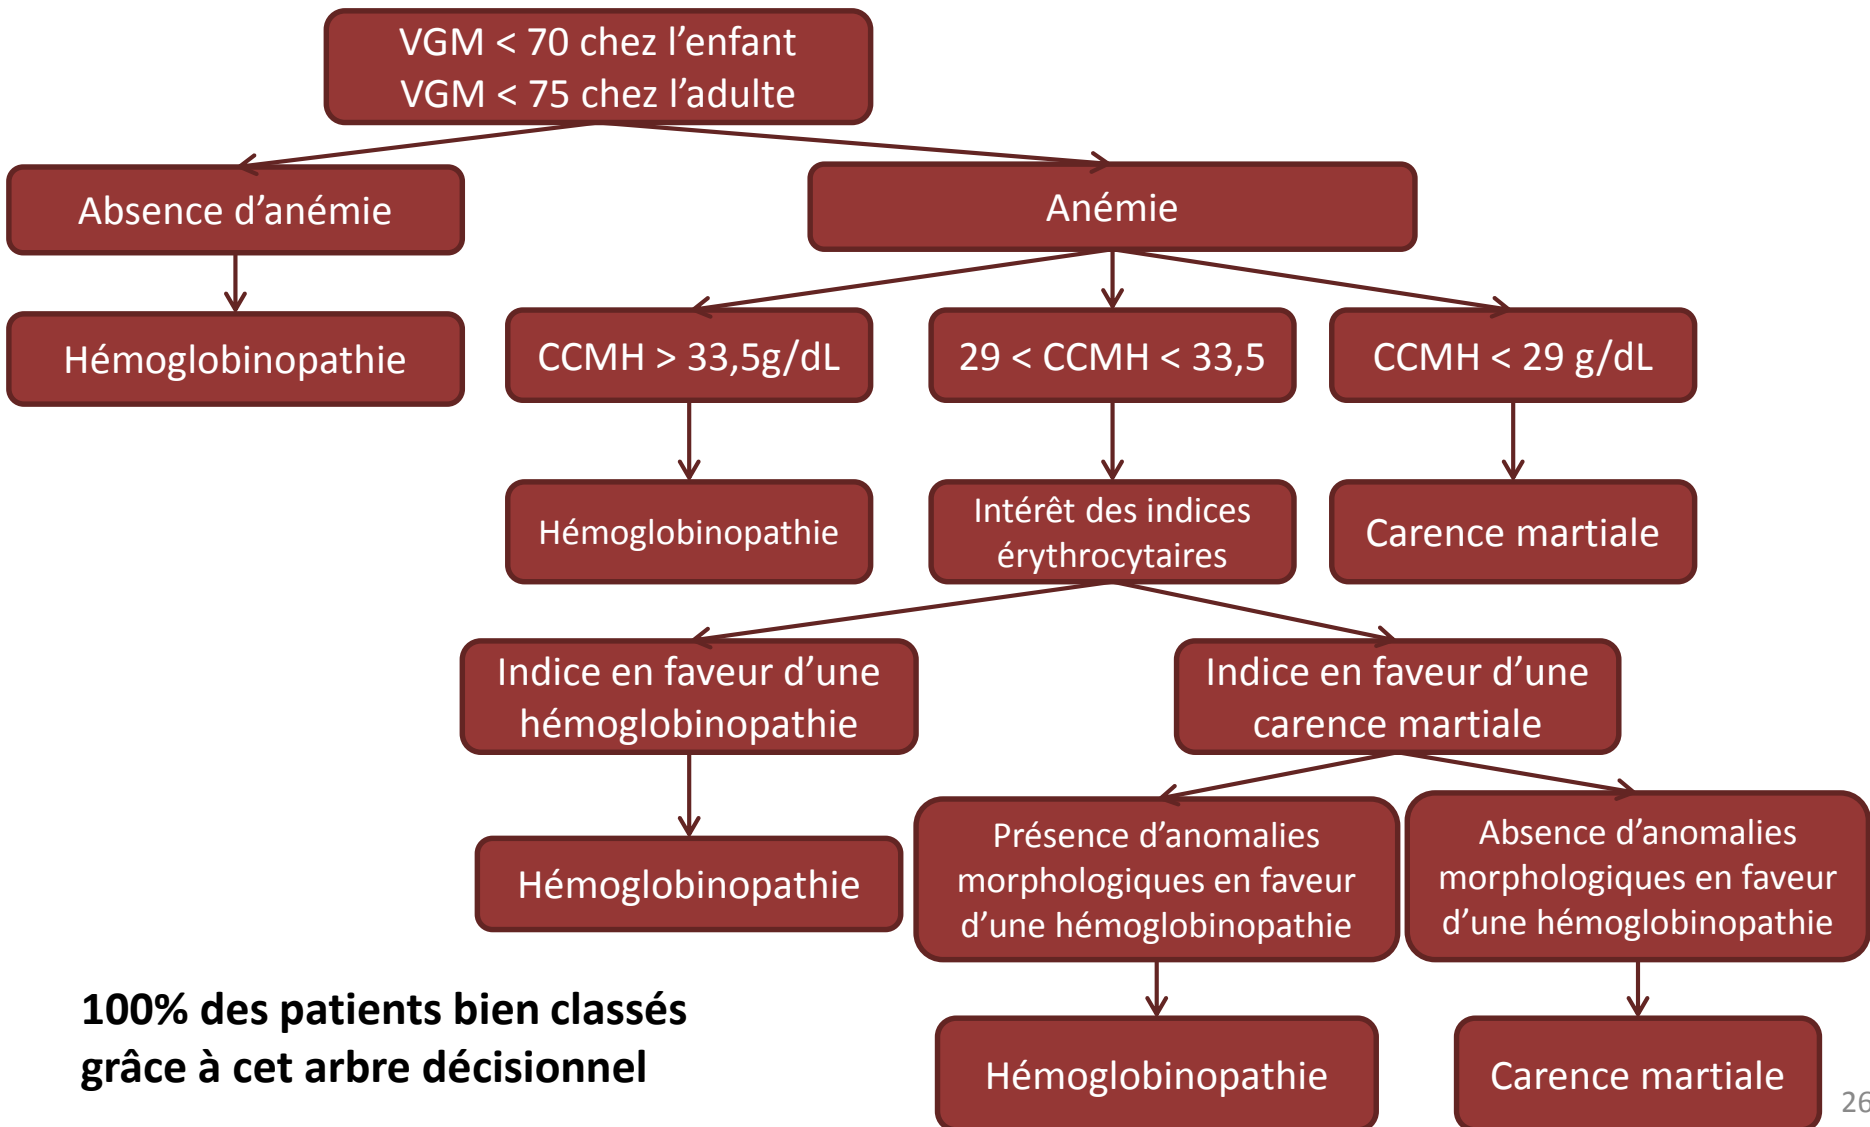 VGM < 70 chez l’enfant
VGM < 75 chez l’adulte
Absence d’anémie
Anémie
Hémoglobinopathie
CCMH > 33,5g/dL
29 < CCMH < 33,5
CCMH < 29 g/dL
Hémoglobinopathie
Intérêt des indices
érythrocytaires
Carence martiale
Indice en faveur d’une
hémoglobinopathie
Indice en faveur d’une
carence martiale
Hémoglobinopathie
Présence d’anomalies
morphologiques en faveur
d’une hémoglobinopathie
Absence d’anomalies
morphologiques en faveur
d’une hémoglobinopathie
100% des patients bien classés
grâce à cet arbre décisionnel
Hémoglobinopathie
Carence martiale
26